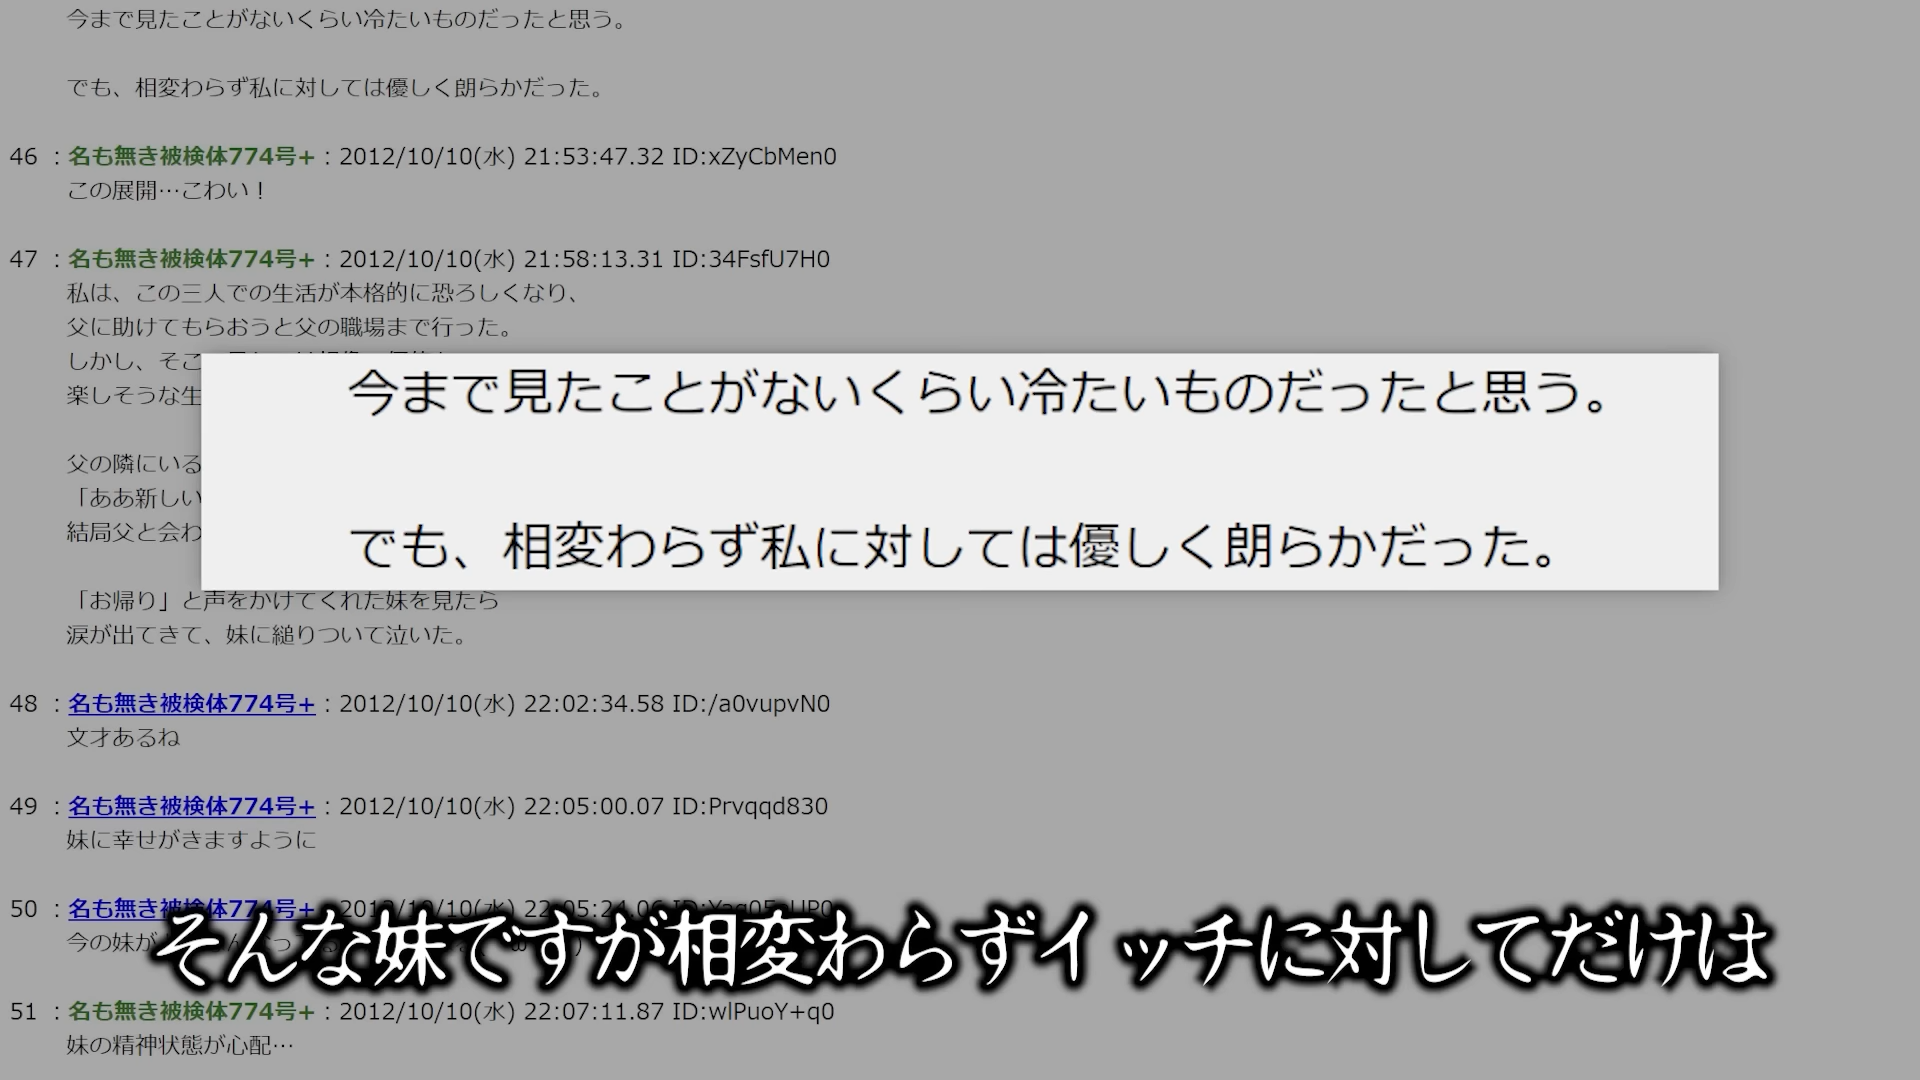 今まで見たことがないくらい冷たいものだったと思う。
でも、相変わらず私に対しては優しく朗らかだった。
46 ：名も無き被検体774号+：2012/10/10(水) 21:53:47.32 ID:xZyCbMen0
この展開…こわい！
47 ：名も無き被検体774号+：2012/10/10(水) 21:58:13.31 ID:34FsfU7H0
私は、この三人での生活が本格的に恐ろしくなり、
父に助けてもらおうと父の職場まで行った。
しかし、そこ
楽しそうな生
父の隣にいる
「ああ新しい
結局父と会わ
今まで見たことがないくらい冷たいものだったと思う。
でも、相変わらず私に対しては優しく朗らかだった。
「お帰り」と声をかけてくれた妹を見たら
涙が出てきて、妹に縋りついて泣いた。
48 ：名も無き被検体774号+：2012/10/10(水) 22:02:34.58 ID:/a0vupvN0
文才あるね
49 ：名も無き被検体774号+：2012/10/10(水) 22:05:00.07 ID:Prvqqd830
妹に幸せがきますように
50 ：名も無き被検体774号+：2012/10/10(水)
今の妹が
そんな妹ですが相変わらずイッチに対してだけは
51 ：名も無き被検体774号+：2012/10/10(水) 22:07:11.87 ID:wlPuoY+q0
妹の精神状態が心配…